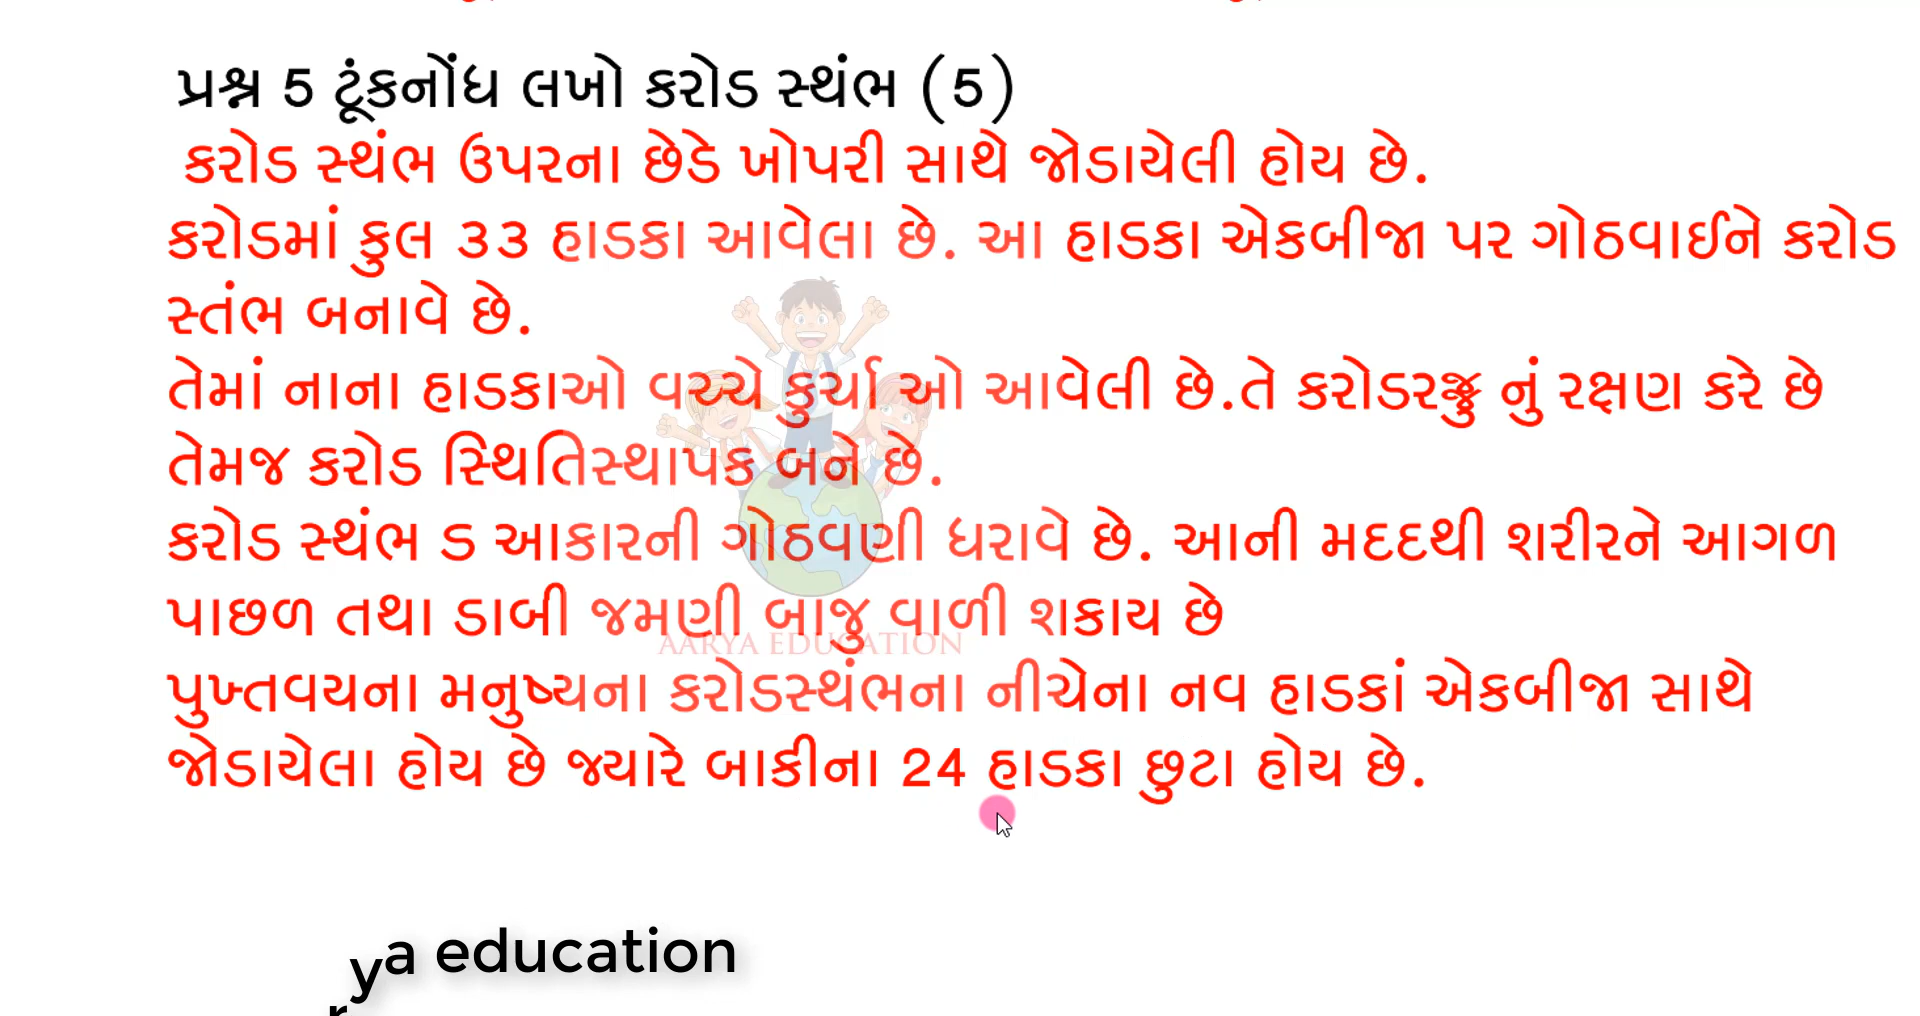 પ્રશ્ન 5 ટૂંકનોંધ લખો કરોડ સ્થંભ (5)
કરોડ સ્થંભ ઉપરના છેડે ખોપરી સાથે જોડાયેલી હોય છે.
કરોડમાં કુલ ૩૩ હાડકા આવેલા છે. આ હાડકા એકબીજા પર ગોઠવાઈને કરોડ
સ્તંભ બનાવે છે.
તેમાં નાના હાડકાઓ વચ્ચે કુર્ચા ઓ આવેલી છે.તે કરોડરજ્જુ નું રક્ષણ કરે છે
તેમજ કરોડ સ્થિતિસ્થાપક બને છે.
કરોડ સ્થંભ ડ આકારની ગોઠવણી ધરાવે છે. આની મદદથી શરીરને આગળ
પાછળ તથા ડાબી જમણી બાજુ વાળી શકાય છે
AARYA EDUCATION
પુખ્તવયના મનુષ્યના કરોડસ્થંભના નીચેના નવ હાડકાં એકબીજા સાથે
જોડાયેલા હોય છે જ્યારે બાકીના 24 હાડકા છુટા હોય છે.
rya education